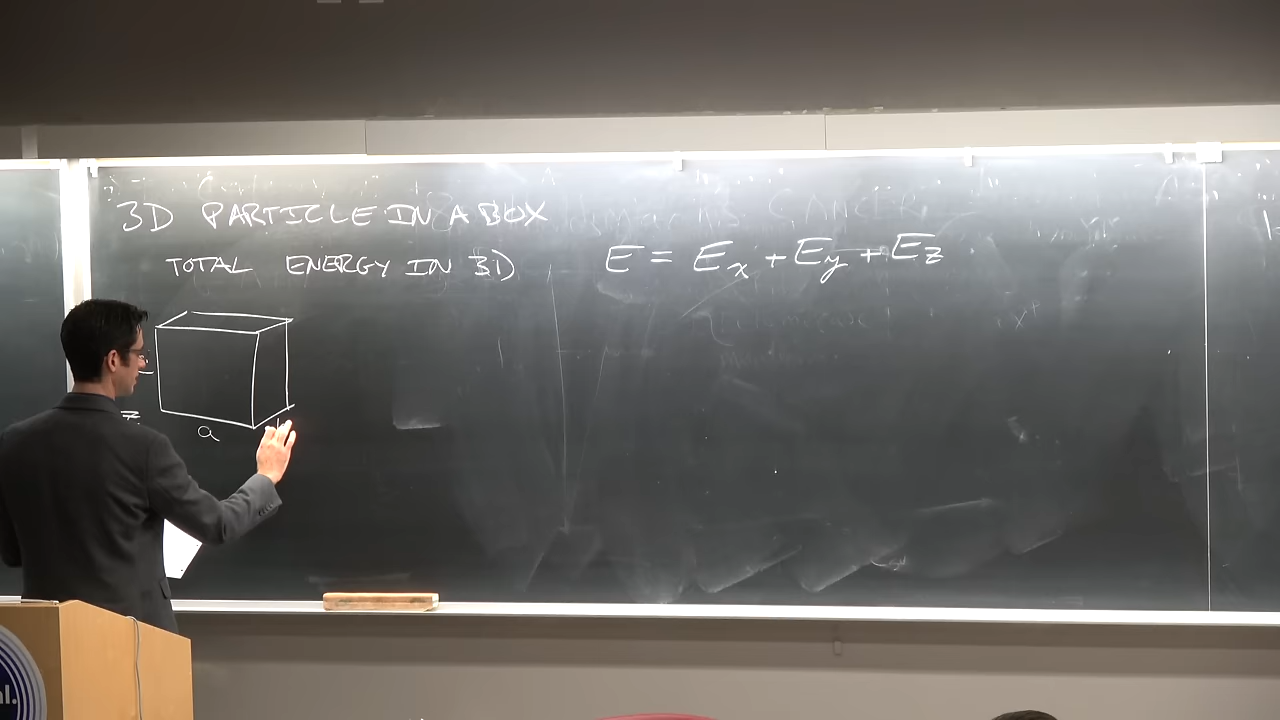 3D PARTICLE IN A BOX
TOTAL ENERGY IN 3D
E = Ex + Ey + Ez
a